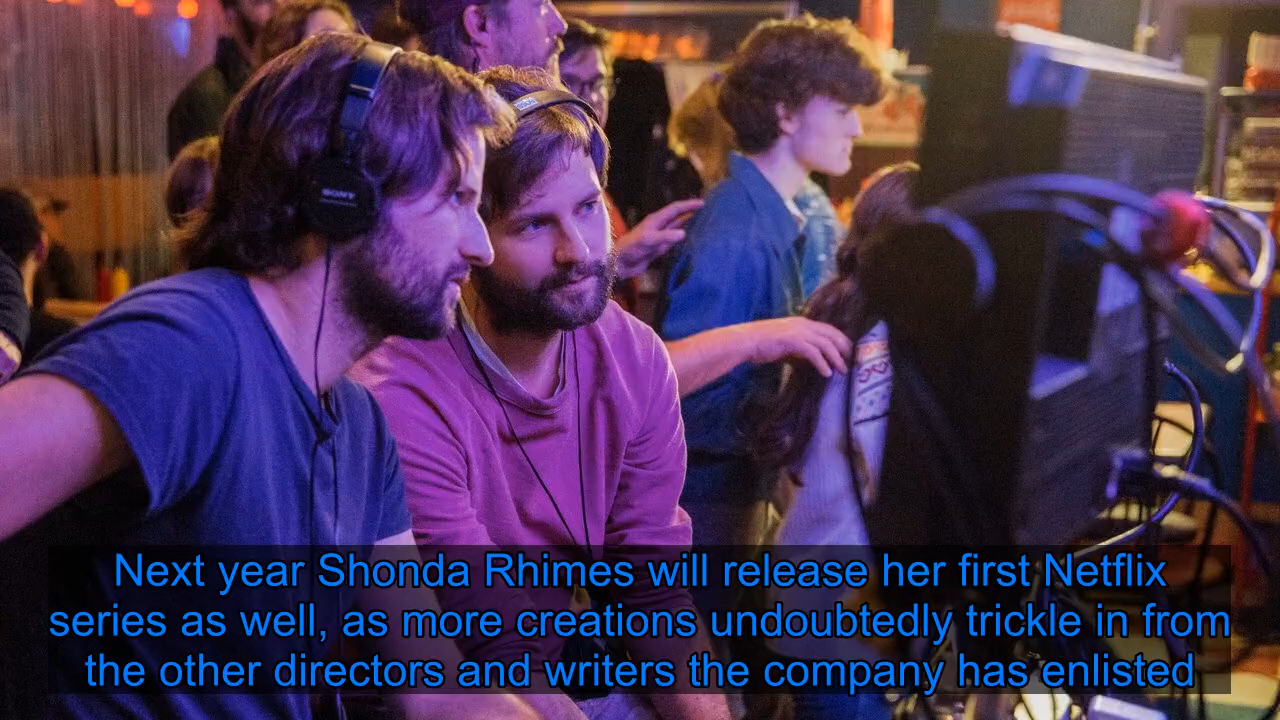 SONY
Next year Shonda Rhimes will release her first Netflix
series as well, as more creations undoubtedly trickle in from
the other directors and writers the company has enlisted